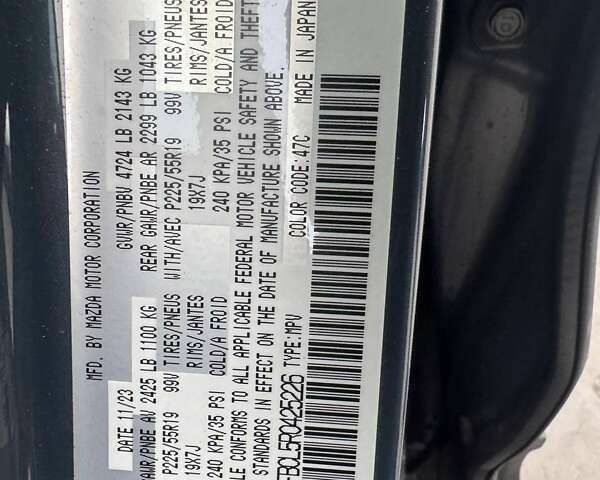 MFD. BY MAZDA MOTOR CORPORATION
DATE 11/23 GVWR/PNBV 4724 LB 2143 KG
GAWR/PNBE AV 2425 LB 1100 KG REAR GAWR/PNBE AR 2299 LB 1043 KG
P225/55R19 99V TIRES/PNEUS WITH/AVEC P225/55R19 99V TIRES/PNEUS
19X7J RIMS/JANTES 19X7J RIMS/JANTES
240 KPA/35 PSI COLD/A FROID 240 KPA/35 PSI COLD/A FROID
CONFORMS TO ALL APPLICABLE FEDERAL MOTOR VEHICLE SAFETY AND THEFT
EFFECT ON THE DATE OF MANUFACTURE SHOWN ABOVE.
FBCL5R0425226 TYPE:MPV COLOR CODE: 47C MADE IN JAPAN